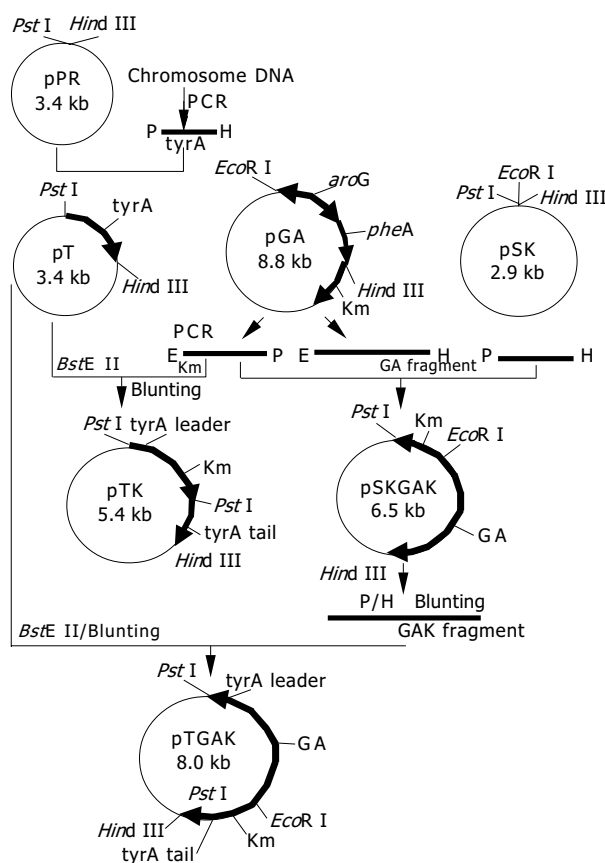 Pst I Hind III
pPR
3.4 kb
Chromosome DNA
PCR
P H
tyrA
Pst I
tyrA
pT
3.4 kb
Hind III
EcoR I
aroG
pheA
pGA
8.8 kb
Hind III
Km
EcoR I
Pst I
Hind III
pSK
2.9 kb
PCR
E P
Km
E H
GA fragment
P H
BstE II
Blunting
Pst I tyrA leader
Km
pTK
5.4 kb
Pst I
tyrA tail
Hind III
Pst I
Km
EcoR I
pSKGAK
6.5 kb
GA
Hind III
P/H Blunting
GAK fragment
BstE II/Blunting
Pst I
tyrA leader
pTGAK
8.0 kb
GA
Pst I
EcoR I
Hind III
Km
tyrA tail